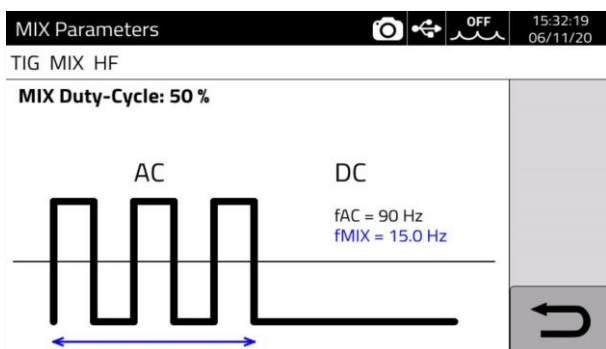 MIX Parameters
OFF
15:32:19
06/11/20
TIG MIX HF
MIX Duty-Cycle: 50 %
AC
DC
fAC = 90 Hz
fMIX = 15.0 Hz